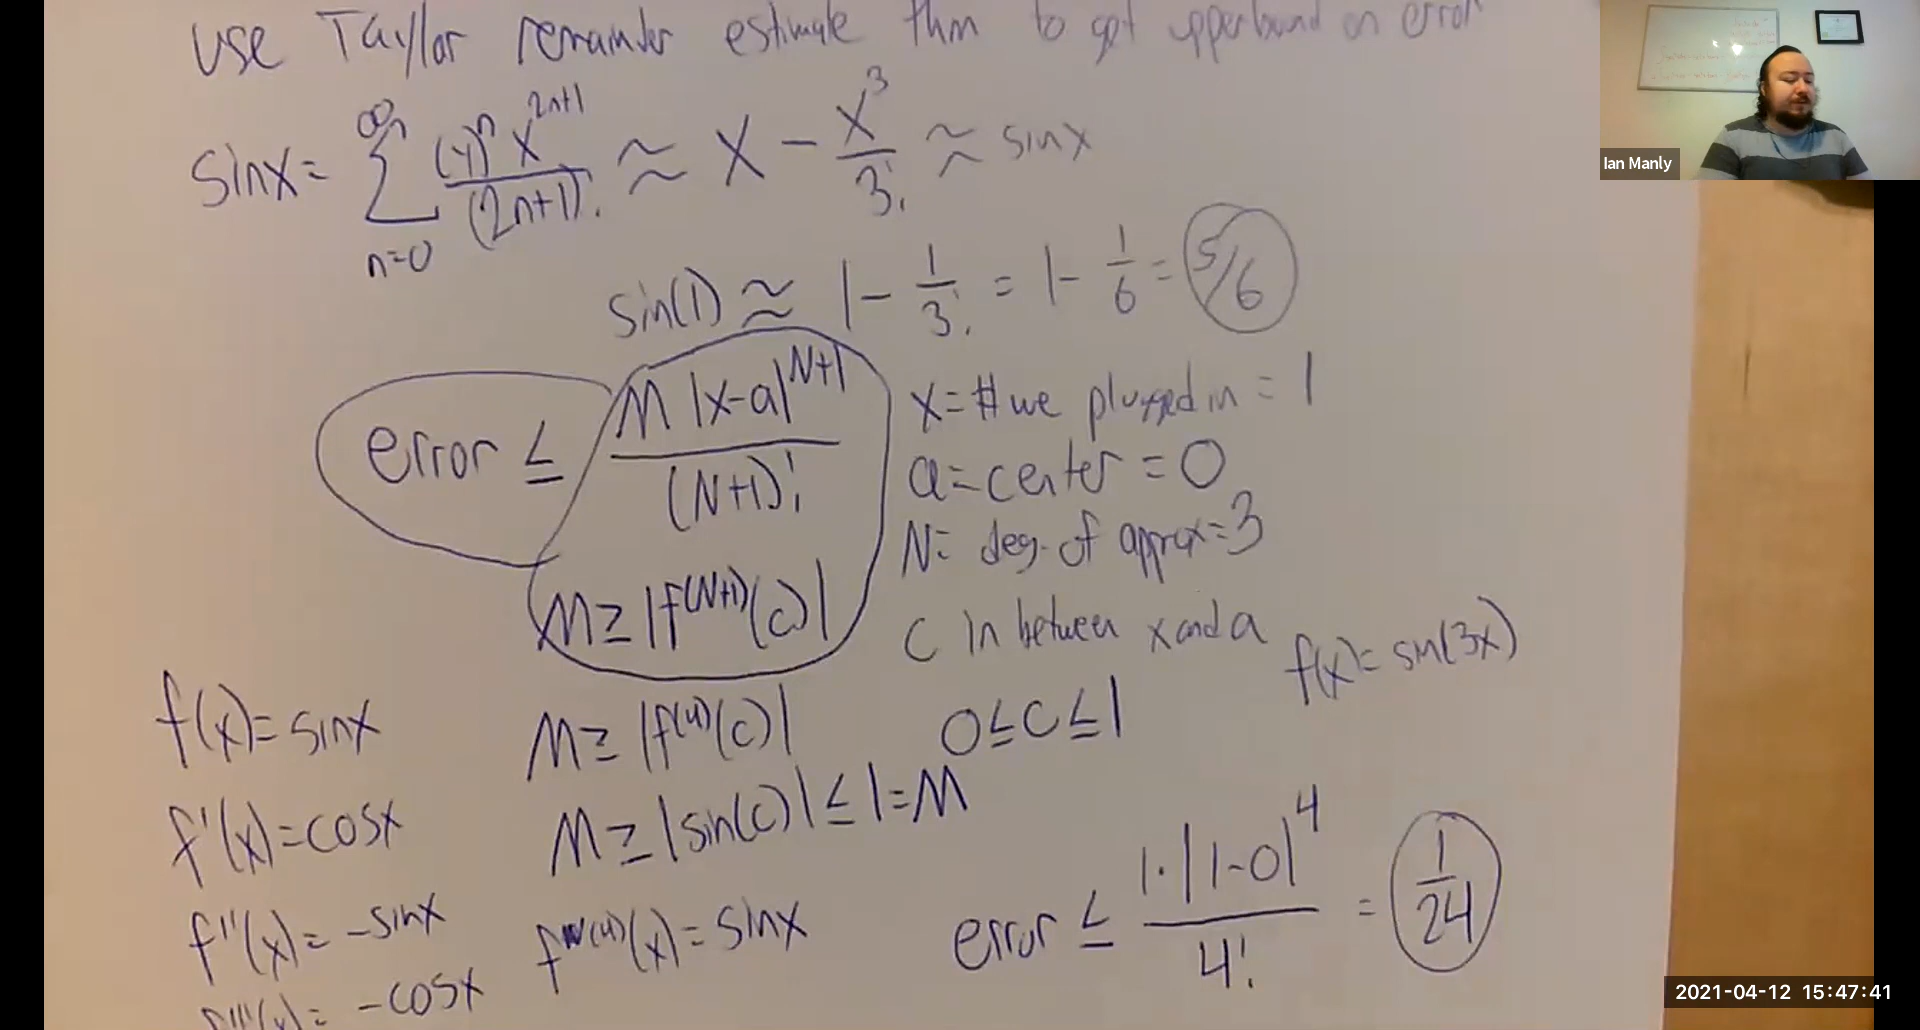 use Taylor remainder estimate thm to get upperbound on error
sinx = ∞ Σ n=0 (-1)^n x^(2n+1) / (2n+1)! ≈ x - x^3/3! ≈ sinx
sin(1) ≈ 1 - 1/3! = 1 - 1/6 = 5/6
error ≤ M |x-a|^(N+1) / (N+1)!
x = # we plugged in = 1
a = center = 0
N = deg. of approx = 3
M ≥ |f^(N+1)(c)|
c in between x and a
f(x) = sin(3x)
f(x) = sinx
M ≥ |f^(4)(c)|
0 ≤ c ≤ 1
f'(x) = cosx
M ≥ |sin(c)| ≤ 1 = M
f''(x) = -sinx
f^(4)(x) = sinx
error ≤ 1·|1-0|^4 / 4! = 1/24
f'''(x) = -cosx
Ian Manly
2021-04-12 15:47:41